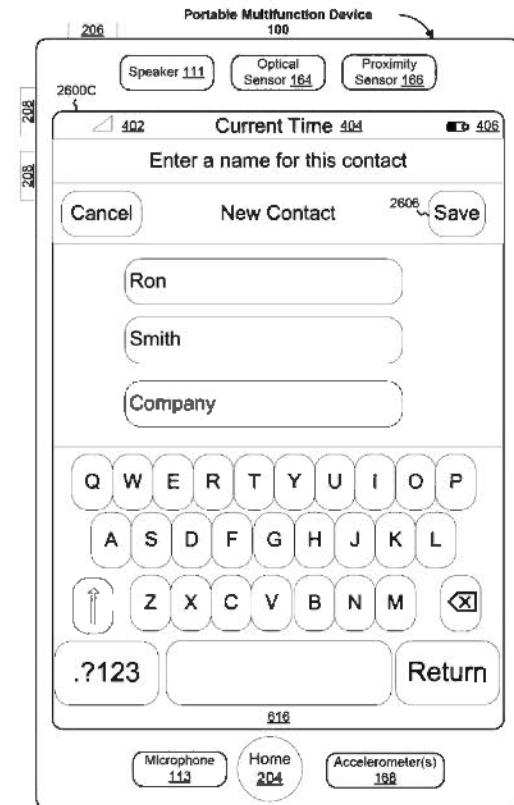 Portable Multifunction Device
100
206
Speaker 111
Optical
Sensor 164
Proximity
Sensor 166
2600C
208
208
402
Current Time 404
406
Enter a name for this contact
Cancel
New Contact
2606
Save
Ron
Smith
Company
Q W E R T Y U I O P
A S D F G H J K L
Z X C V B N M
.?123
Return
616
Microphone
113
Home
204
Accelerometer(s)
168